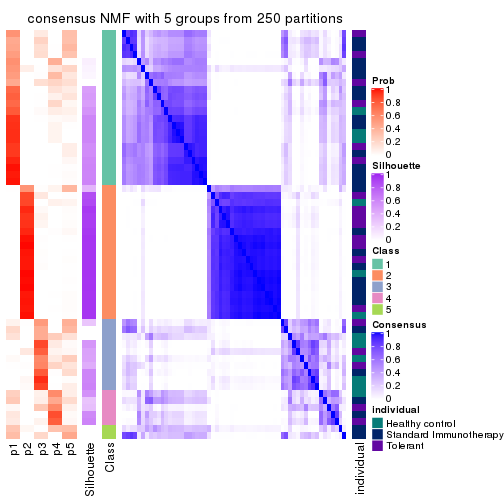 consensus NMF with 5 groups from 250 partitions
Prob
1
0.8
0.6
0.4
0.2
0
Silhouette
1
0.8
0.6
0.4
0.2
0
Class
1
2
3
4
5
Consensus
1
0.8
0.6
0.4
0.2
0
individual
Healthy control
Standard Immunotherapy
Tolerant
p1
p2
p3
p4
p5
Silhouette
Class
individual